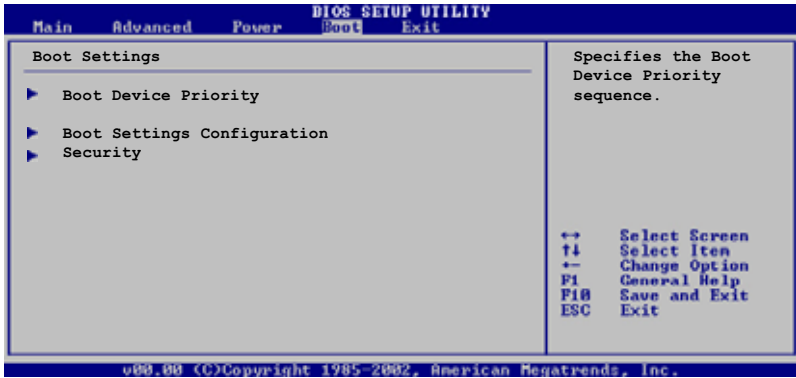 BIOS SETUP UTILITY
Main Advanced Power Boot Exit
Boot Settings
Boot Device Priority
Boot Settings Configuration
Security
Specifies the Boot
Device Priority
sequence.
↔ Select Screen
↑↓ Select Item
+- Change Option
F1 General Help
F10 Save and Exit
ESC Exit
v00.00 (C)Copyright 1985-2002, American Megatrends, Inc.